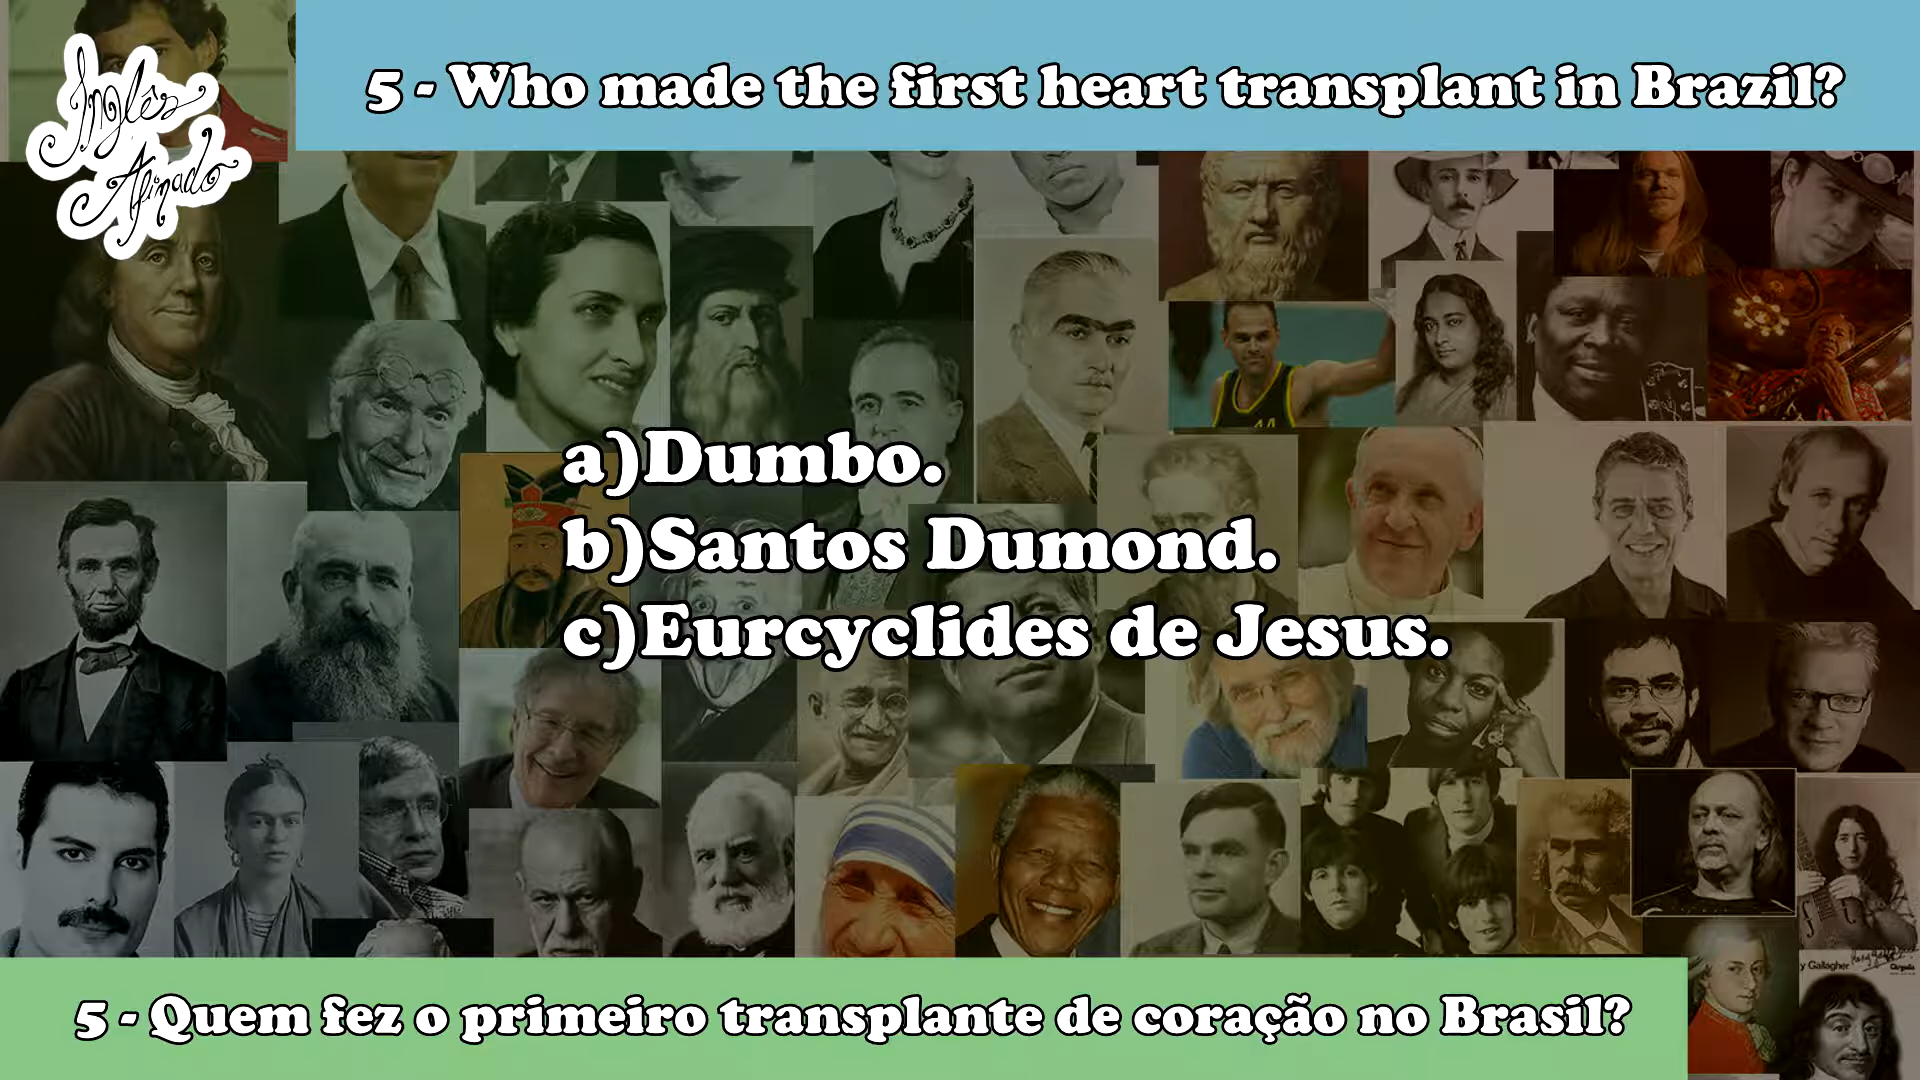 Inglês
Afinado
5 - Who made the first heart transplant in Brazil?
a)Dumbo.
b)Santos Dumond.
c)Eurcyclides de Jesus.
y Gallagher
5 - Quem fez o primeiro transplante de coração no Brasil?